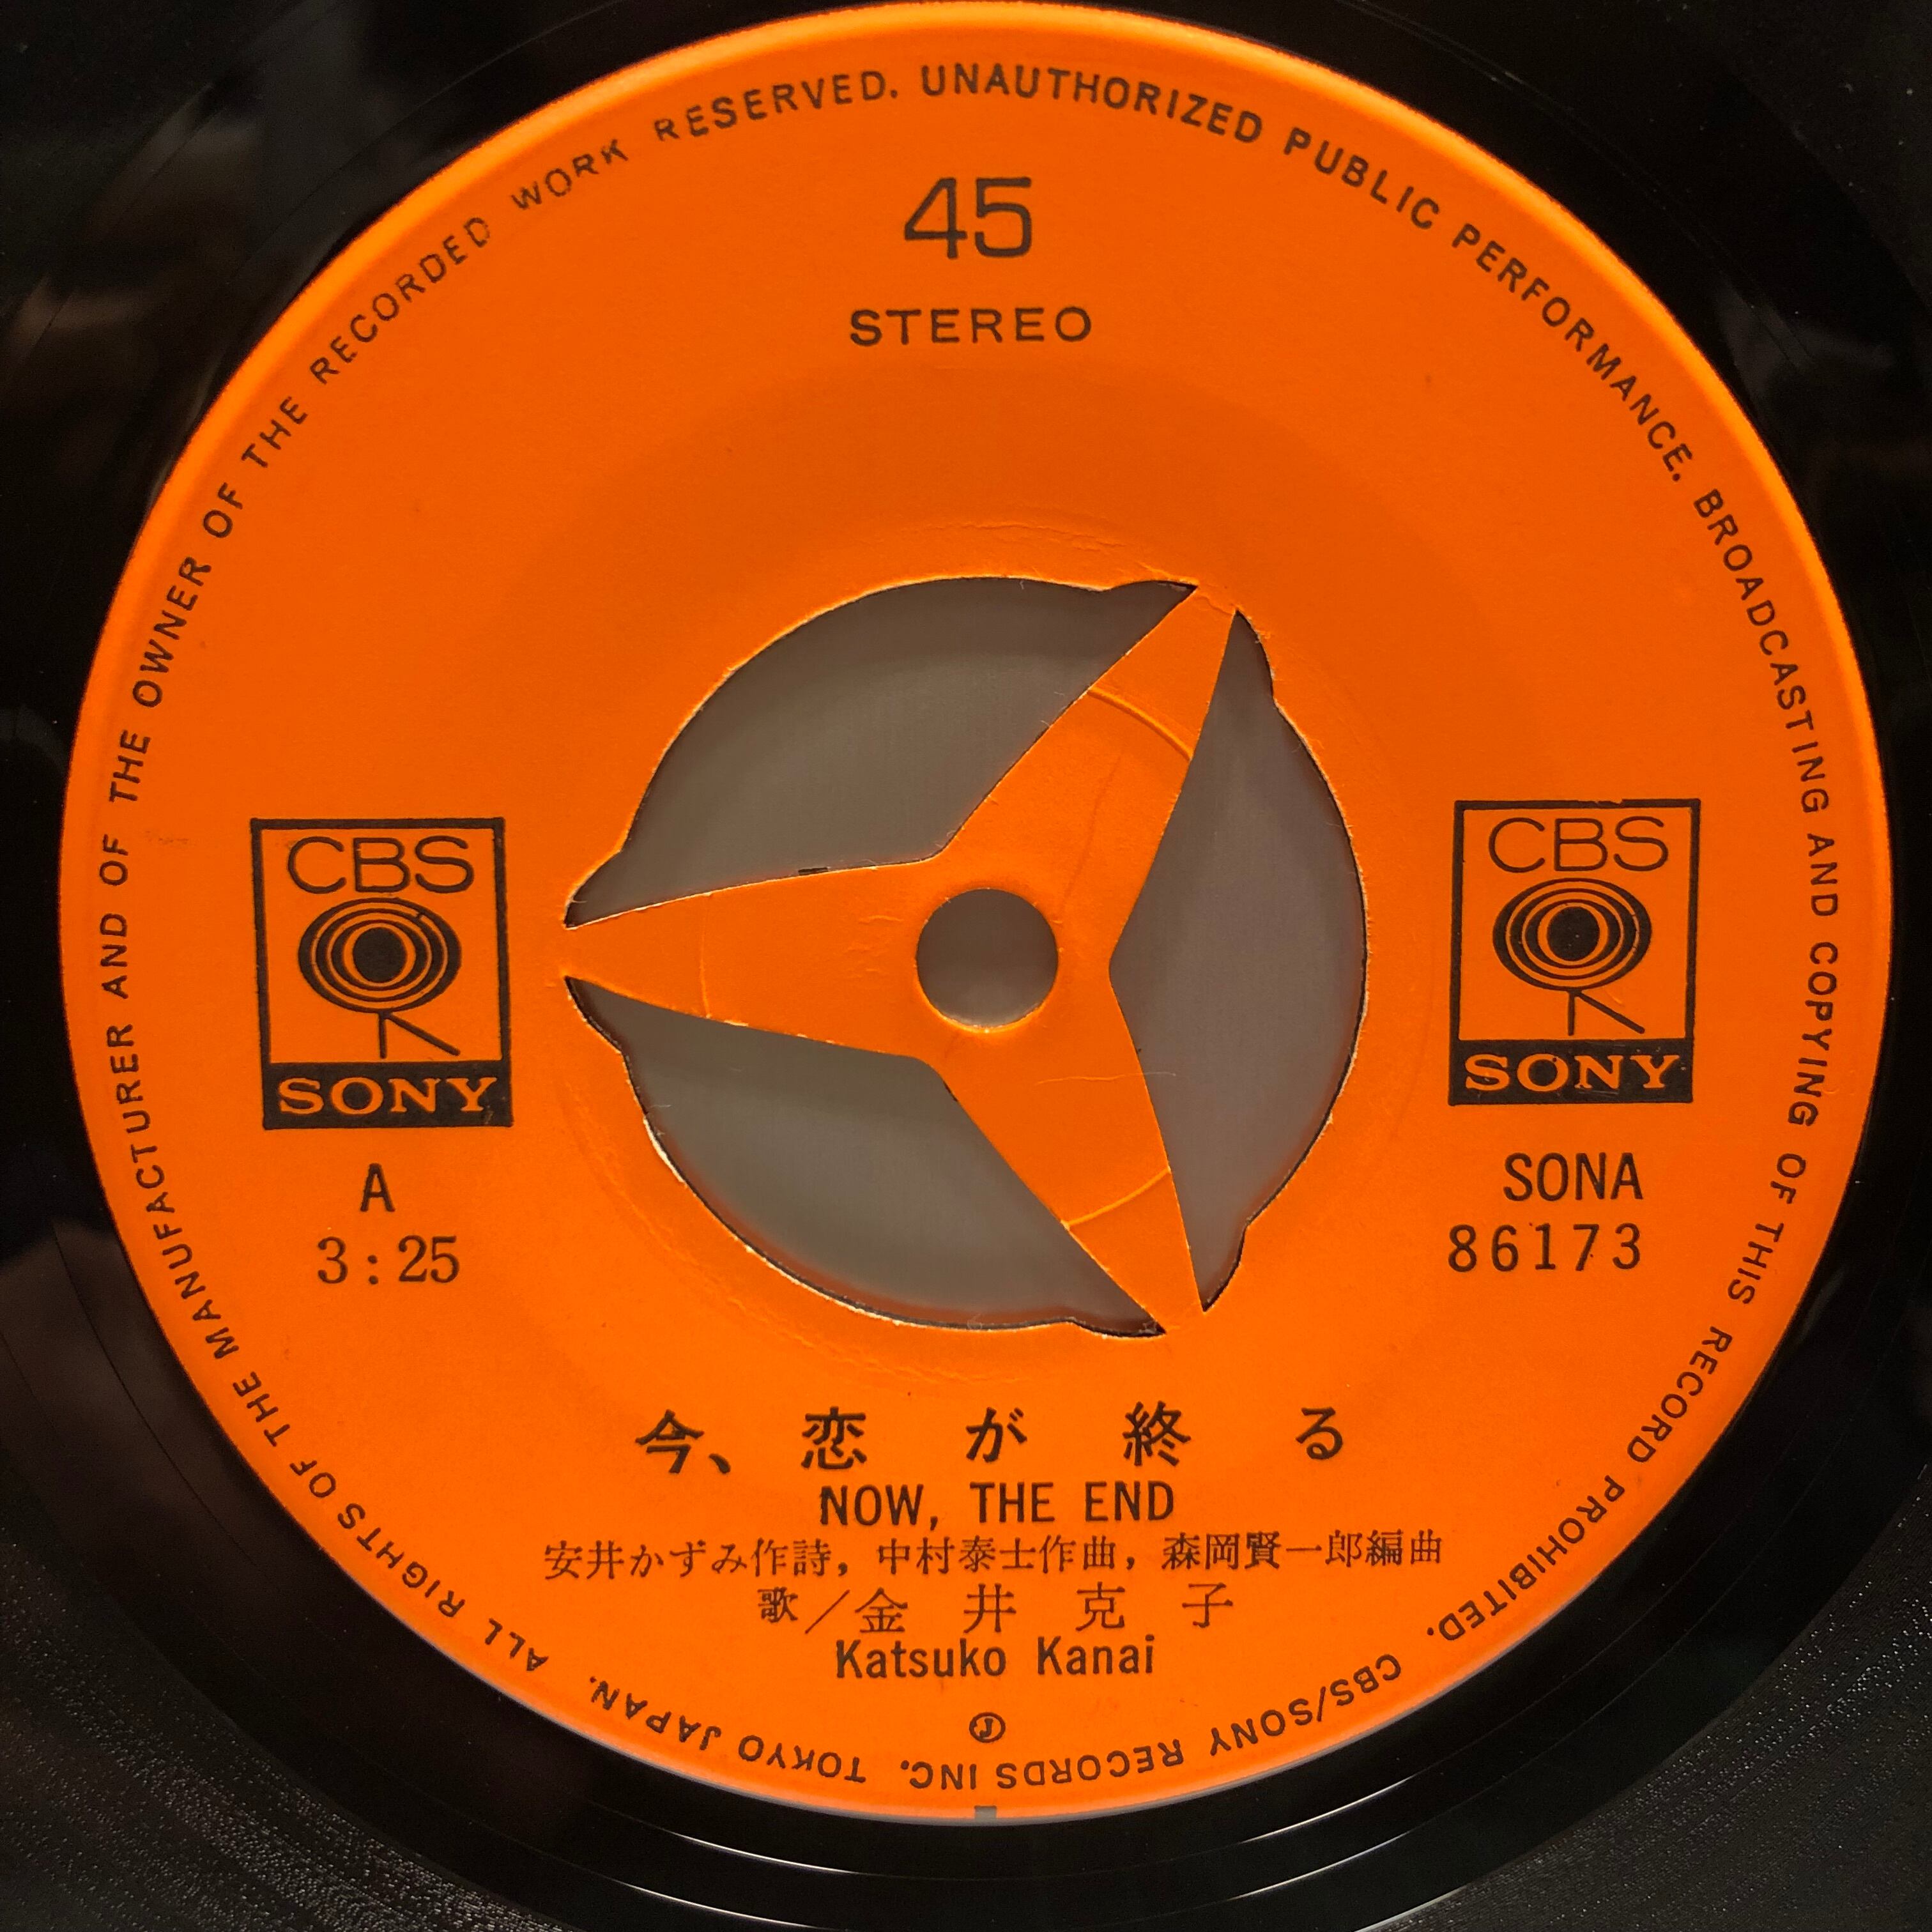 ALL RIGHTS OF THE MANUFACTURER AND OF THE OWNER OF THE RECORDED WORK RESERVED. UNAUTHORIZED PUBLIC PERFORMANCE. BROADCASTING AND COPYING OF THIS RECORD PROHIBITED. CBS/SONY RECORDS INC. TOKYO JAPAN.
45
STEREO
CBS
SONY
A
3:25
CBS
SONY
SONA
86173
今、恋が終る
NOW, THE END
安井かずみ作詩, 中村泰士作曲, 森岡賢一郎編曲
歌/金井克子
Katsuko Kanai
Ⓙ